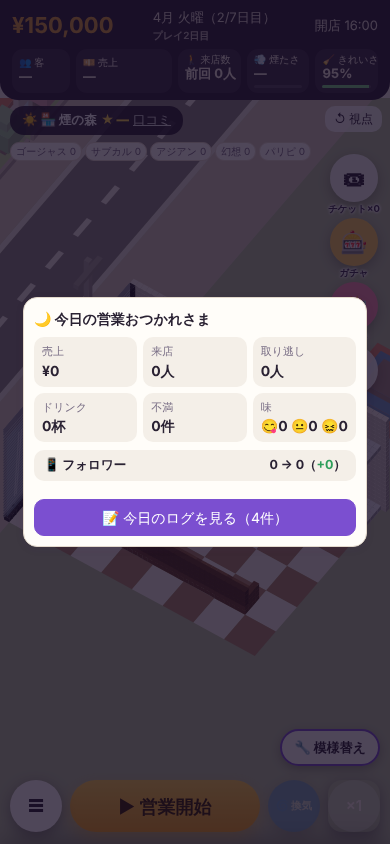 ¥150,000
4月 火曜（2/7日目）
プレイ2日目
開店 16:00
👥 客
—
💴 売上
—
🚶 来店数
前回 0人
💨 煙たさ
—
🧹 きれいさ
95%
☀️ 🏪 煙の森 ★ — 口コミ
視点
ゴージャス 0
サブカル 0
アジアン 0
幻想 0
パリピ 0
チケット×0
ガチャ
🌙 今日の営業おつかれさま
売上
¥0
来店
0人
取り逃し
0人
ドリンク
0杯
不満
0件
味
😋0 😐0 😖0
📱 フォロワー
0 → 0（+0）
📝 今日のログを見る（4件）
🔧 模様替え
▶ 営業開始
換気
×1